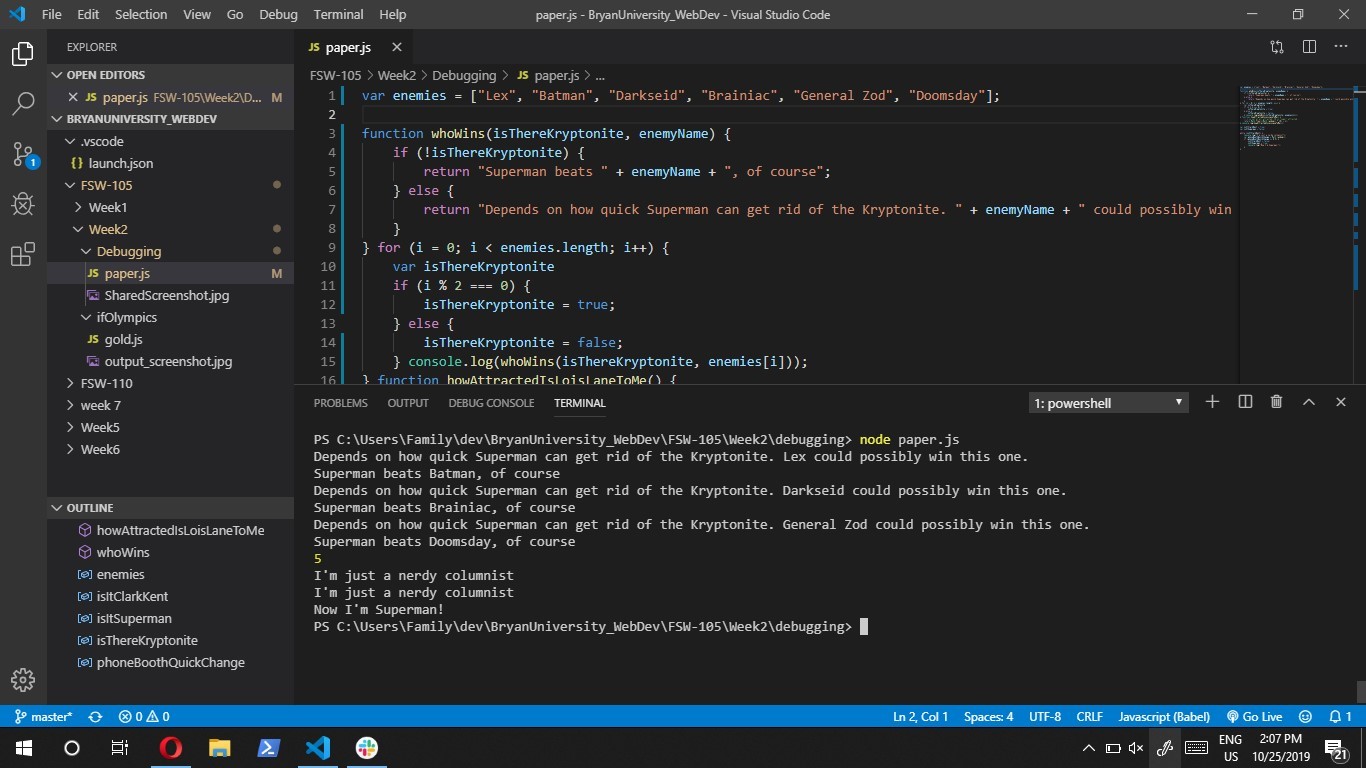 File Edit Selection View Go Debug Terminal Help
paper.js - BryanUniversity_WebDev - Visual Studio Code
EXPLORER
OPEN EDITORS
JS paper.js FSW-105\Week2\D... M
BRYANUNIVERSITY_WEBDEV
.vscode
{} launch.json
FSW-105
Week1
Week2
Debugging
JS paper.js M
SharedScreenshot.jpg
ifOlympics
JS gold.js
output_screenshot.jpg
FSW-110
week 7
Week5
Week6
OUTLINE
howAttractedIsLoisLaneToMe
whoWins
enemies
isItClarkKent
isItSuperman
isThereKryptonite
phoneBoothQuickChange
1
JS paper.js
FSW-105 > Week2 > Debugging > JS paper.js > ...
1 var enemies = ["Lex", "Batman", "Darkseid", "Brainiac", "General Zod", "Doomsday"];
2
3 function whoWins(isThereKryptonite, enemyName) {
4 if (!isThereKryptonite) {
5 return "Superman beats " + enemyName + ", of course";
6 } else {
7 return "Depends on how quick Superman can get rid of the Kryptonite. " + enemyName + " could possibly win
8 }
9 } for (i = 0; i < enemies.length; i++) {
10 var isThereKryptonite
11 if (i % 2 === 0) {
12 isThereKryptonite = true;
13 } else {
14 isThereKryptonite = false;
15 } console.log(whoWins(isThereKryptonite, enemies[i]));
16 } function howAttractedIsLoisLaneToMe() {
PROBLEMS OUTPUT DEBUG CONSOLE TERMINAL
1: powershell
PS C:\Users\Family\dev\BryanUniversity_WebDev\FSW-105\Week2\debugging> node paper.js
Depends on how quick Superman can get rid of the Kryptonite. Lex could possibly win this one.
Superman beats Batman, of course
Depends on how quick Superman can get rid of the Kryptonite. Darkseid could possibly win this one.
Superman beats Brainiac, of course
Depends on how quick Superman can get rid of the Kryptonite. General Zod could possibly win this one.
Superman beats Doomsday, of course
5
I'm just a nerdy columnist
I'm just a nerdy columnist
Now I'm Superman!
PS C:\Users\Family\dev\BryanUniversity_WebDev\FSW-105\Week2\debugging>
master* 0 0
Ln 2, Col 1 Spaces: 4 UTF-8 CRLF Javascript (Babel) Go Live 1
ENG
US
2:07 PM
10/25/2019
21